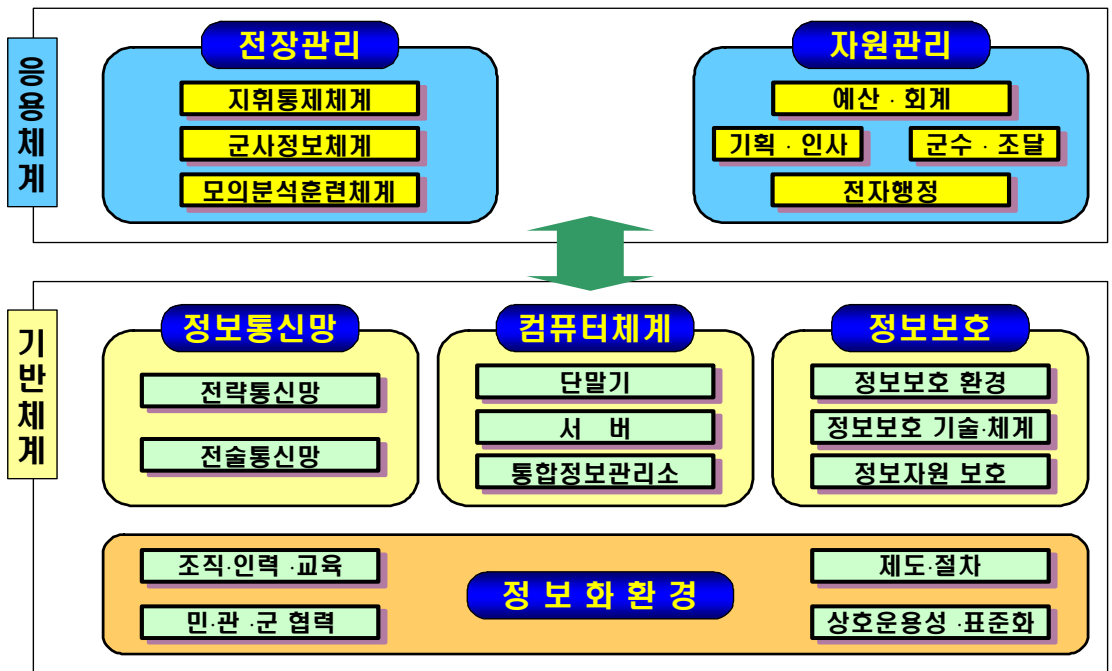 응용체계
전장관리
지휘통제체계
군사정보체계
모의분석훈련체계
자원관리
예산 · 회계
기획 · 인사
군수 · 조달
전자행정
기반체계
정보통신망
전략통신망
전술통신망
컴퓨터체계
단말기
서 버
통합정보관리소
정보보호
정보보호 환경
정보보호 기술·체계
정보자원 보호
조직·인력 ·교육
민·관 ·군 협력
정 보 화 환 경
제도·절차
상호운용성 ·표준화